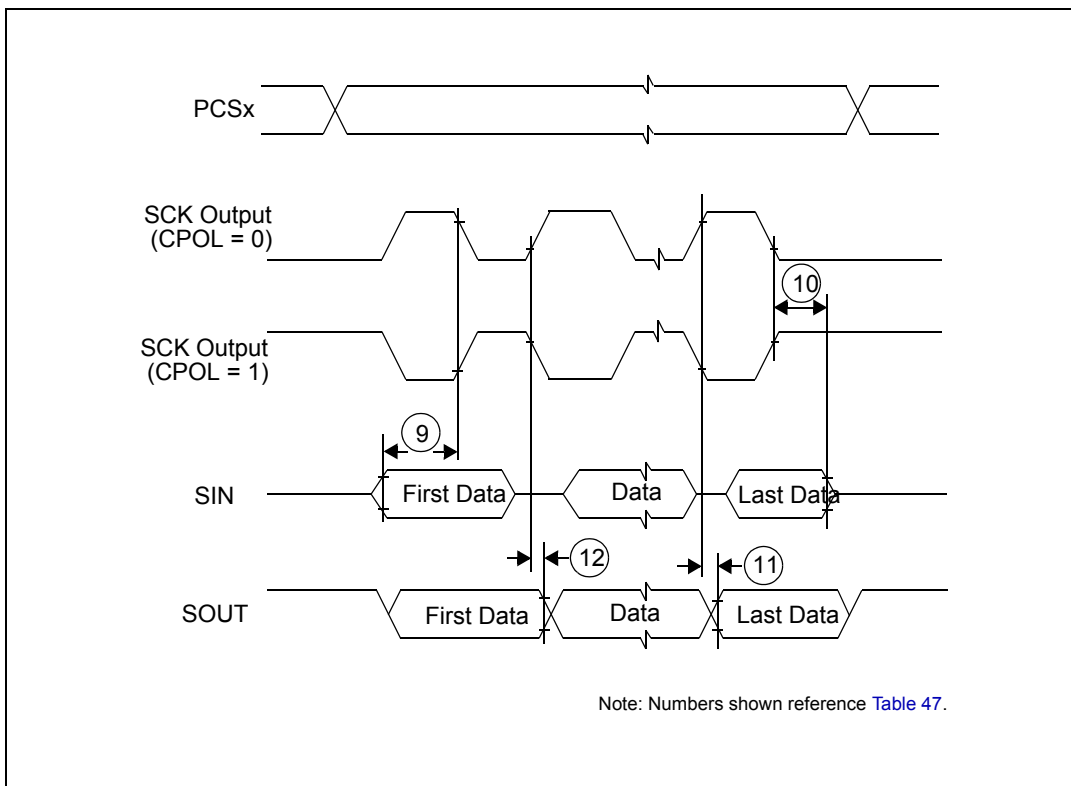 PCSx
SCK Output
(CPOL = 0)
10
SCK Output
(CPOL = 1)
9
SIN
First Data
Data
Last Data
12
11
SOUT
First Data
Data
Last Data
Note: Numbers shown reference Table 47.